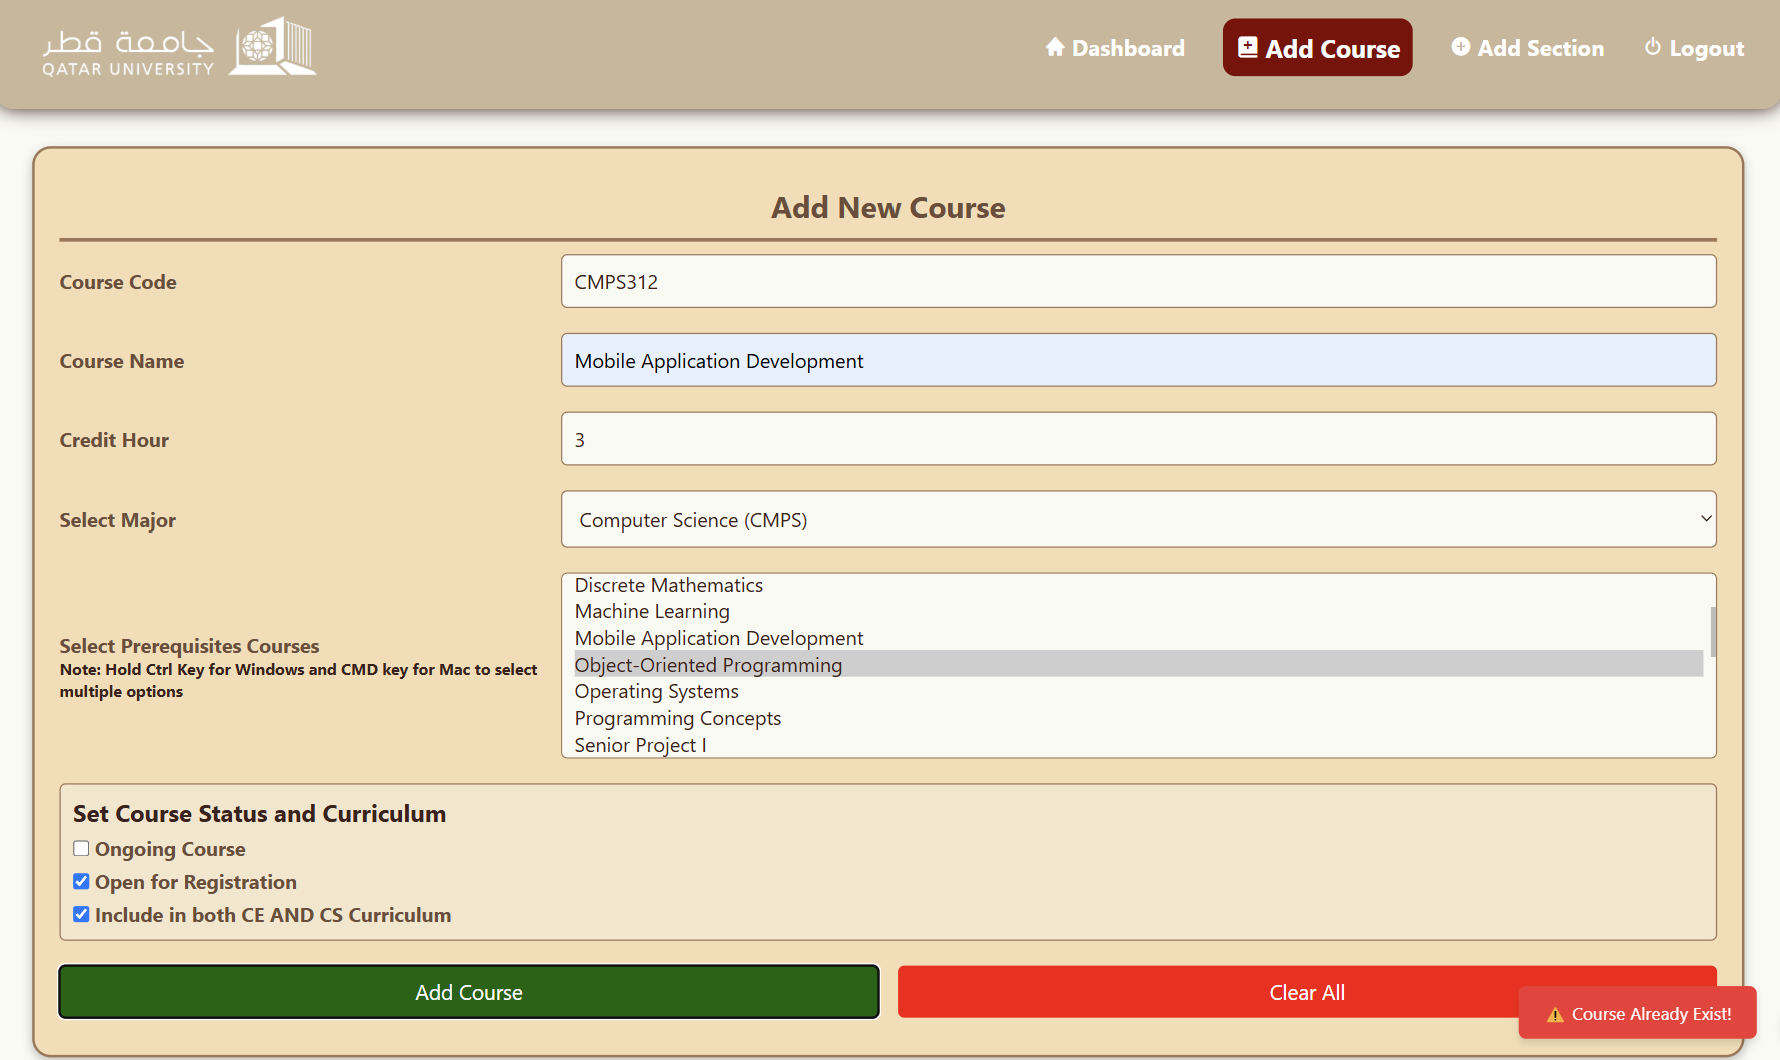 جامعة قطر
QATAR UNIVERSITY
Dashboard
Add Course
Add Section
Logout
Add New Course
Course Code
CMPS312
Course Name
Mobile Application Development
Credit Hour
3
Select Major
Computer Science (CMPS)
Select Prerequisites Courses
Note: Hold Ctrl Key for Windows and CMD key for Mac to select
multiple options
Discrete Mathematics
Machine Learning
Mobile Application Development
Object-Oriented Programming
Operating Systems
Programming Concepts
Senior Project I
Set Course Status and Curriculum
Ongoing Course
Open for Registration
Include in both CE AND CS Curriculum
Add Course
Clear All
Course Already Exist!